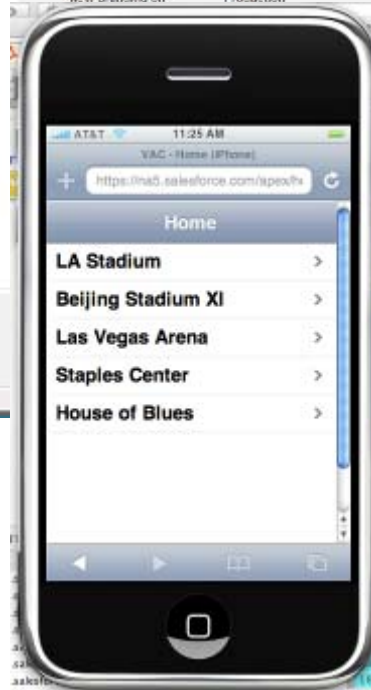 AT&T 11:25 AM
VAC - Home (iPhone)
https://na5.salesforce.com/apex/h
Home
LA Stadium
Beijing Stadium XI
Las Vegas Arena
Staples Center
House of Blues